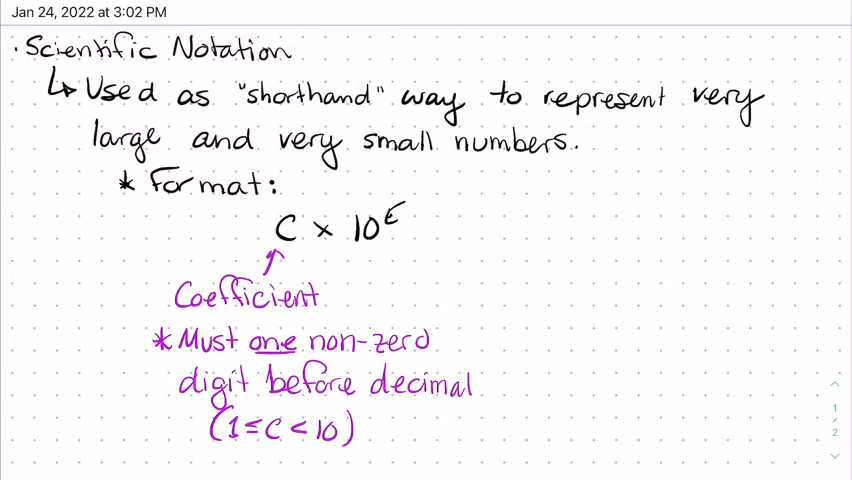 Jan 24, 2022 at 3:02 PM
· Scientific Notation
↳ Used as "shorthand" way to represent very
large and very small numbers.
* Format:
C × 10^E
Coefficient
* Must one non-zero
digit before decimal
(1 ≤ C < 10)
1
/
2